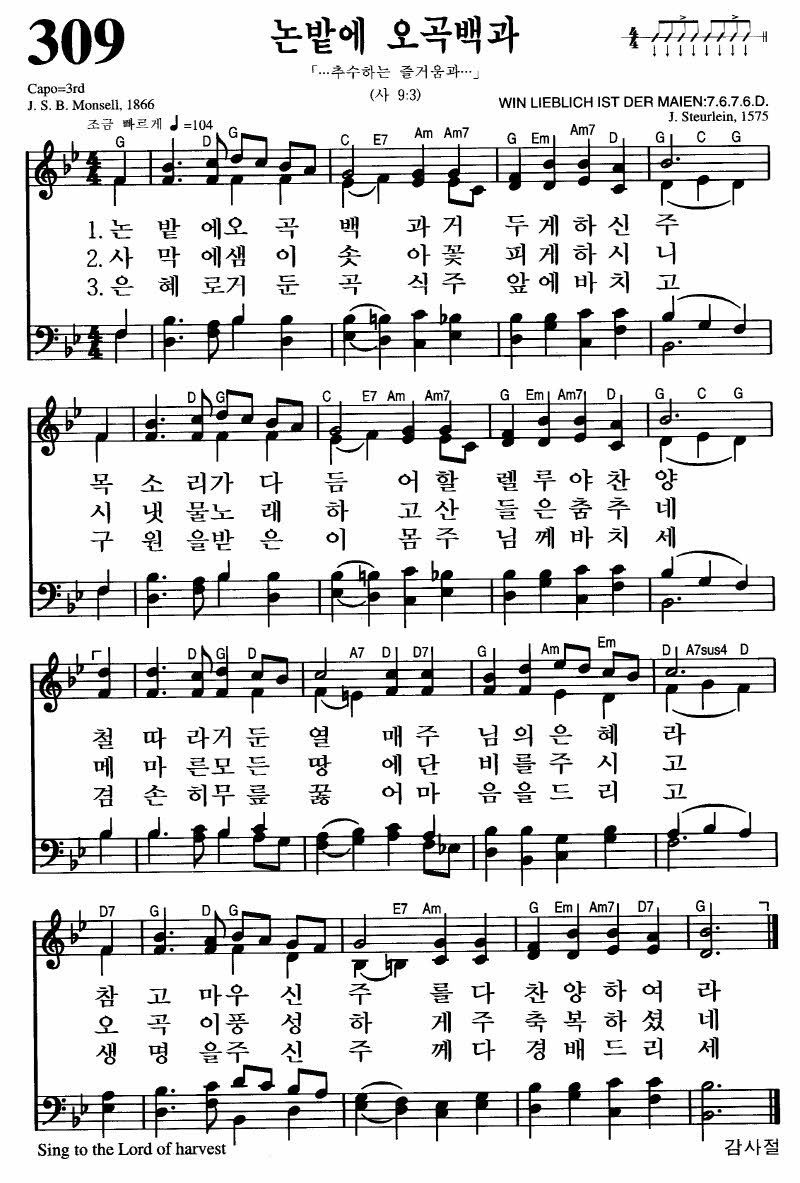 309
논밭에 오곡백과
「…추수하는 즐거움과…」
(사 9:3)
Capo=3rd
J. S. B. Monsell, 1866
WIN LIEBLICH IST DER MAIEN:7.6.7.6.D.
J. Steurlein, 1575
조금 빠르게 ♩=104
G D G C E7 Am Am7 G Em Am7 D G C G
1.논 밭 에오 곡 백 과거 두게하신 주
2.사 막 에샘 이 솟 아꽃 피게하시니
3.은 혜 로거 둔 곡 식주 앞에바치고
D G C E7 Am Am7 G Em Am7 D G C G
목 소 리가 다 듬 어할 렐루야찬 양
시 냇 물노 래 하 고산 들은춤추네
구 원 을받 은 이 몸주 님께바치세
D G D A7 D D7 G Am Em D A7sus4 D
철 따 라거 둔 열 매주 님의은혜 라
메 마 른모 든 땅 에단 비를주시고
겸 손 히무 릎 꿇 어마 음을드리고
D7 G D G E7 Am G Em Am7 D7 G
참 고 마우 신 주 를다 찬양하여라
오 곡 이풍 성 하 게주 축복하셨네
생 명 을주 신 주 께다 경배드리세
Sing to the Lord of harvest
감사절